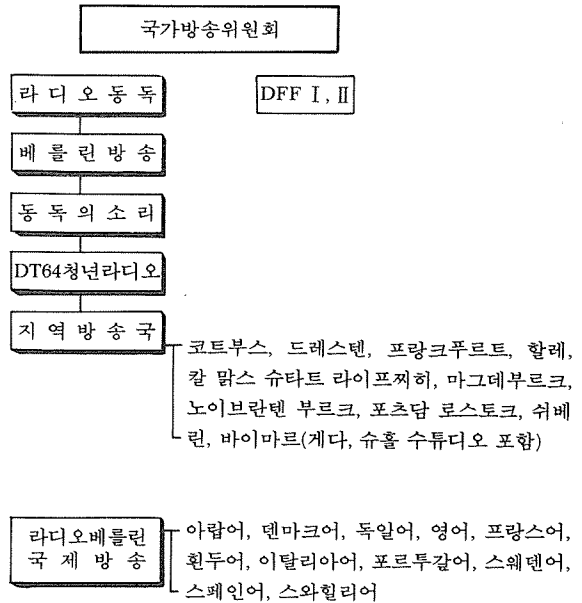 국가방송위원회
라 디 오 동 독
DFF Ⅰ, Ⅱ
베 를 린 방 송
동 독 의 소 리
DT64청년라디오
지 역 방 송 국
코트부스, 드레스텐, 프랑크푸르트, 할레,
칼 맑스 슈타트 라이프찌히, 마그데부르크,
노이브란텐 부르크, 포츠담 로스토크, 쉬베
린, 바이마르(게다, 슈홀 수튜디오 포함)
라디오베를린
국 제 방 송
아랍어, 덴마크어, 독일어, 영어, 프랑스어,
휜두어, 이탈리아어, 포르투갈어, 스웨덴어,
스페인어, 스와힐리어